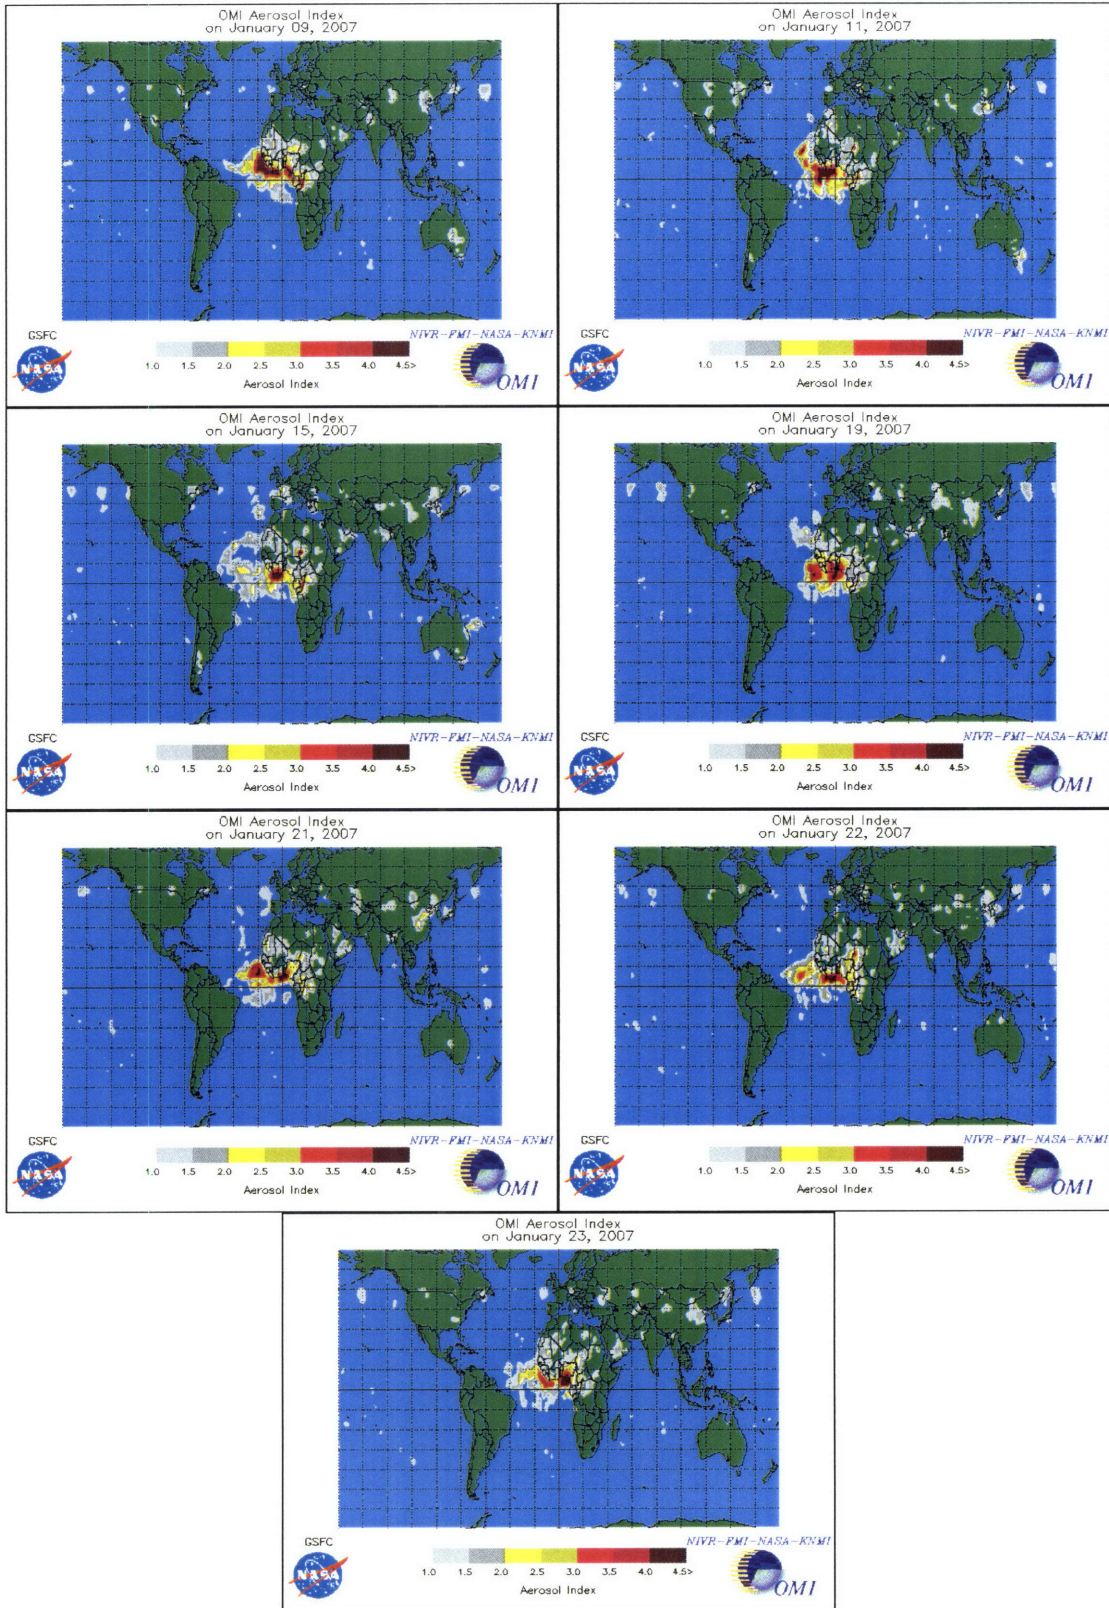 OMI Aerosol Index
on January 09, 2007
GSFC
NIVR-FMI-NASA-KNMI
NASA
1.0 1.5 2.0 2.5 3.0 3.5 4.0 4.5>
Aerosol Index
OMI
OMI Aerosol Index
on January 11, 2007
GSFC
NIVR-FMI-NASA-KNMI
NASA
1.0 1.5 2.0 2.5 3.0 3.5 4.0 4.5>
Aerosol Index
OMI
OMI Aerosol Index
on January 15, 2007
GSFC
NIVR-FMI-NASA-KNMI
NASA
1.0 1.5 2.0 2.5 3.0 3.5 4.0 4.5>
Aerosol Index
OMI
OMI Aerosol Index
on January 19, 2007
GSFC
NIVR-FMI-NASA-KNMI
NASA
1.0 1.5 2.0 2.5 3.0 3.5 4.0 4.5>
Aerosol Index
OMI
OMI Aerosol Index
on January 21, 2007
GSFC
NIVR-FMI-NASA-KNMI
NASA
1.0 1.5 2.0 2.5 3.0 3.5 4.0 4.5>
Aerosol Index
OMI
OMI Aerosol Index
on January 22, 2007
GSFC
NIVR-FMI-NASA-KNMI
NASA
1.0 1.5 2.0 2.5 3.0 3.5 4.0 4.5>
Aerosol Index
OMI
OMI Aerosol Index
on January 23, 2007
GSFC
NIVR-FMI-NASA-KNMI
NASA
1.0 1.5 2.0 2.5 3.0 3.5 4.0 4.5>
Aerosol Index
OMI